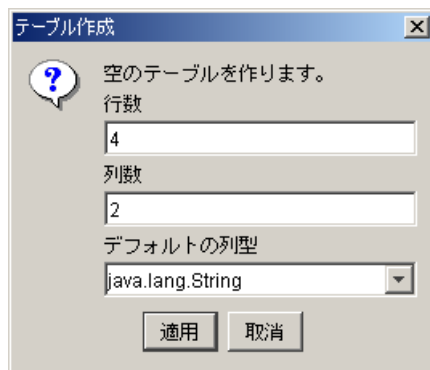 テーブル作成
空のテーブルを作ります。
行数
4
列数
2
デフォルトの列型
java.lang.String
適用 取消